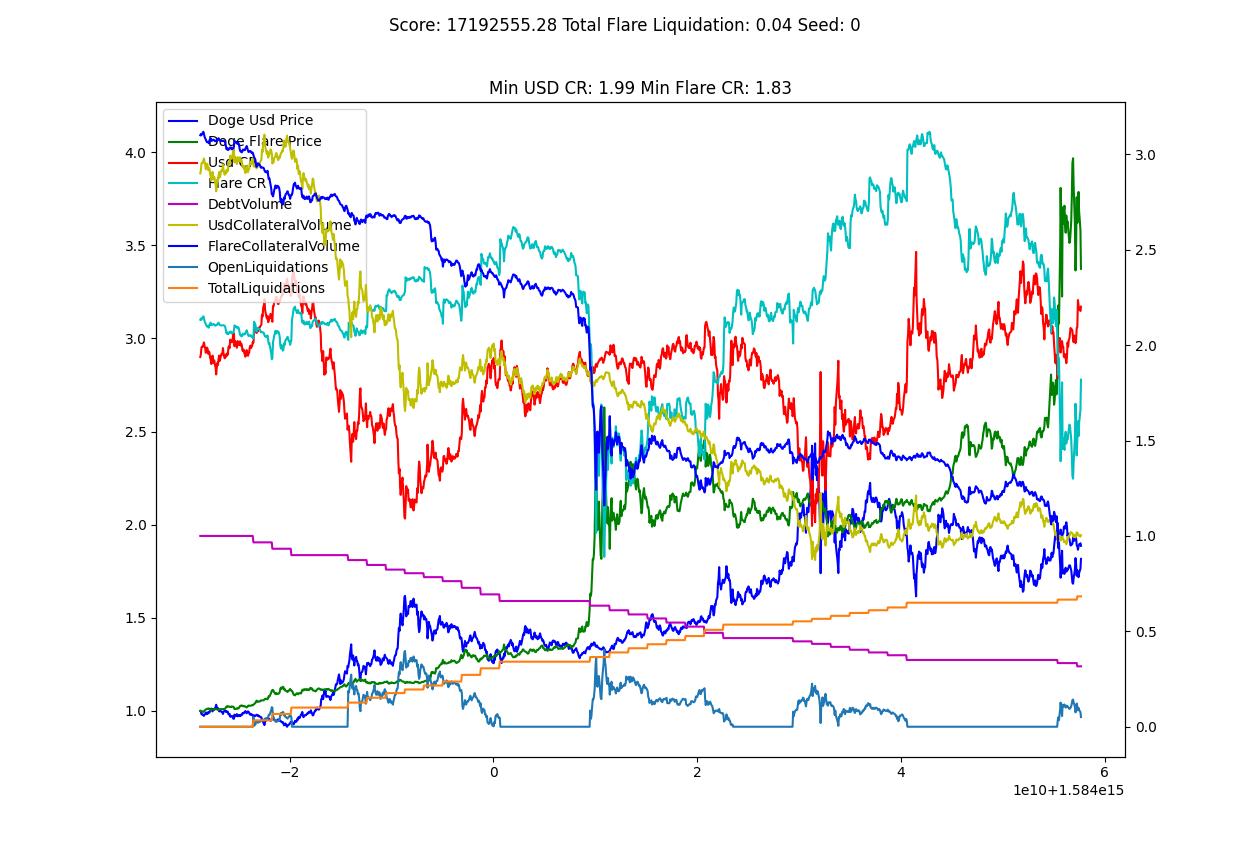 Score: 17192555.28 Total Flare Liquidation: 0.04 Seed: 0
Min USD CR: 1.99 Min Flare CR: 1.83
Doge Usd Price
Doge Flare Price
Usd CR
Flare CR
DebtVolume
UsdCollateralVolume
FlareCollateralVolume
OpenLiquidations
TotalLiquidations
4.0
3.5
3.0
2.5
2.0
1.5
1.0
3.0
2.5
2.0
1.5
1.0
0.5
0.0
−2
0
2
4
6
1e10+1.584e15